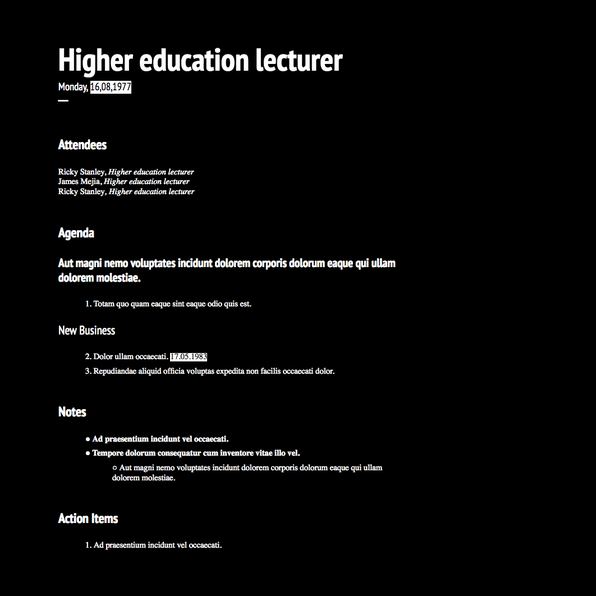 Higher education lecturer
Monday, 16,08,1977
Attendees
Ricky Stanley, Higher education lecturer
James Mejia, Higher education lecturer
Ricky Stanley, Higher education lecturer
Agenda
Aut magni nemo voluptates incidunt dolorem corporis dolorum eaque qui ullam
dolorem molestiae.
1. Totam quo quam eaque sint eaque odio quis est.
New Business
2. Dolor ullam occaecati. 17.05.1983
3. Repudiandae aliquid officia voluptas expedita non facilis occaecati dolor.
Notes
● Ad praesentium incidunt vel occaecati.
● Tempore dolorum consequatur cum inventore vitae illo vel.
○ Aut magni nemo voluptates incidunt dolorem corporis dolorum eaque qui ullam
dolorem molestiae.
Action Items
1. Ad praesentium incidunt vel occaecati.